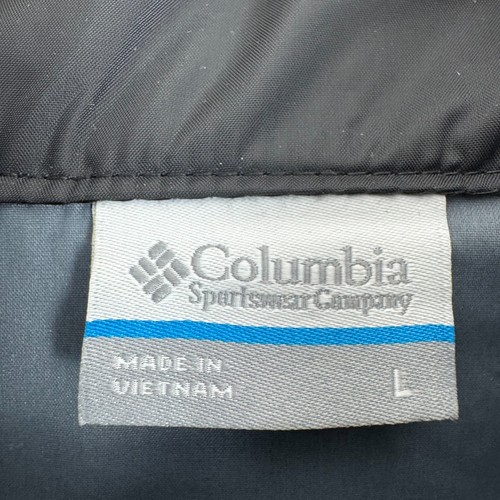 Columbia
Sportswear Company
MADE IN
VIETNAM
L